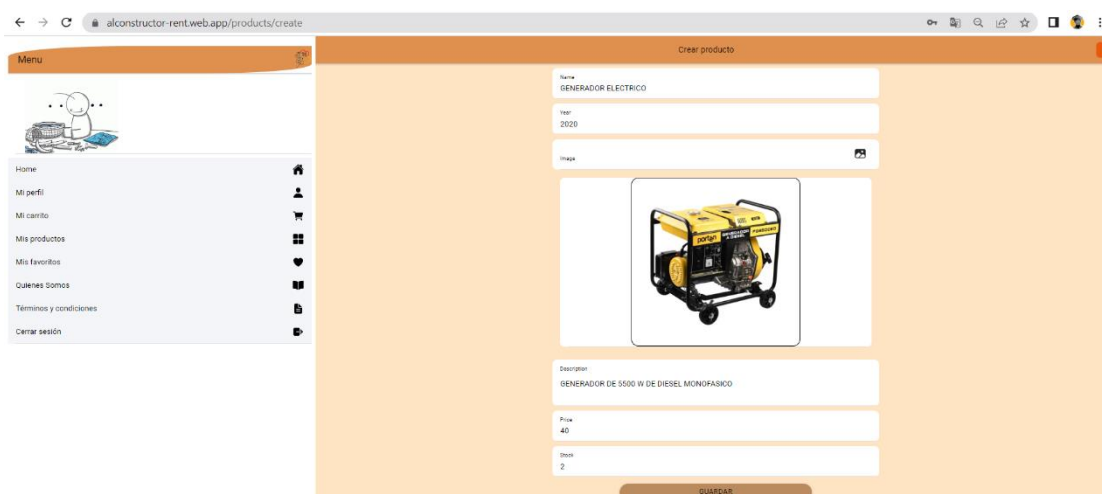 alconstructor-rent.web.app/products/create
Menu
Home
Mi perfil
Mi carrito
Mis productos
Mis favoritos
Quienes Somos
Términos y condiciones
Cerrar sesión
Crear producto
Name
GENERADOR ELECTRICO
Year
2020
Image
porten
Description
GENERADOR DE 5500 W DE DIESEL MONOFASICO
Price
40
Stock
2
GUARDAR